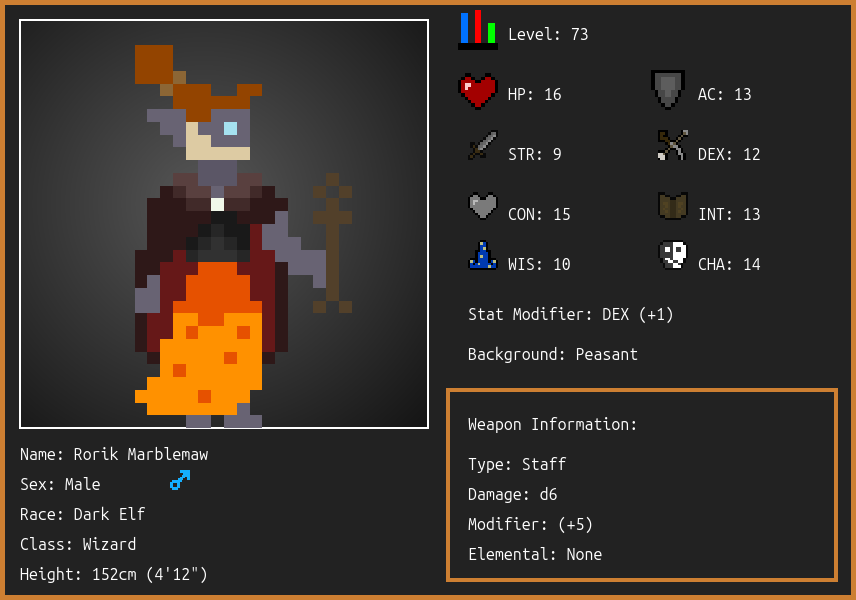 Level: 73
HP: 16
AC: 13
STR: 9
DEX: 12
CON: 15
INT: 13
WIS: 10
CHA: 14
Stat Modifier: DEX (+1)
Background: Peasant
Weapon Information:
Type: Staff
Damage: d6
Modifier: (+5)
Elemental: None
Name: Rorik Marblemaw
Sex: Male
Race: Dark Elf
Class: Wizard
Height: 152cm (4'12")